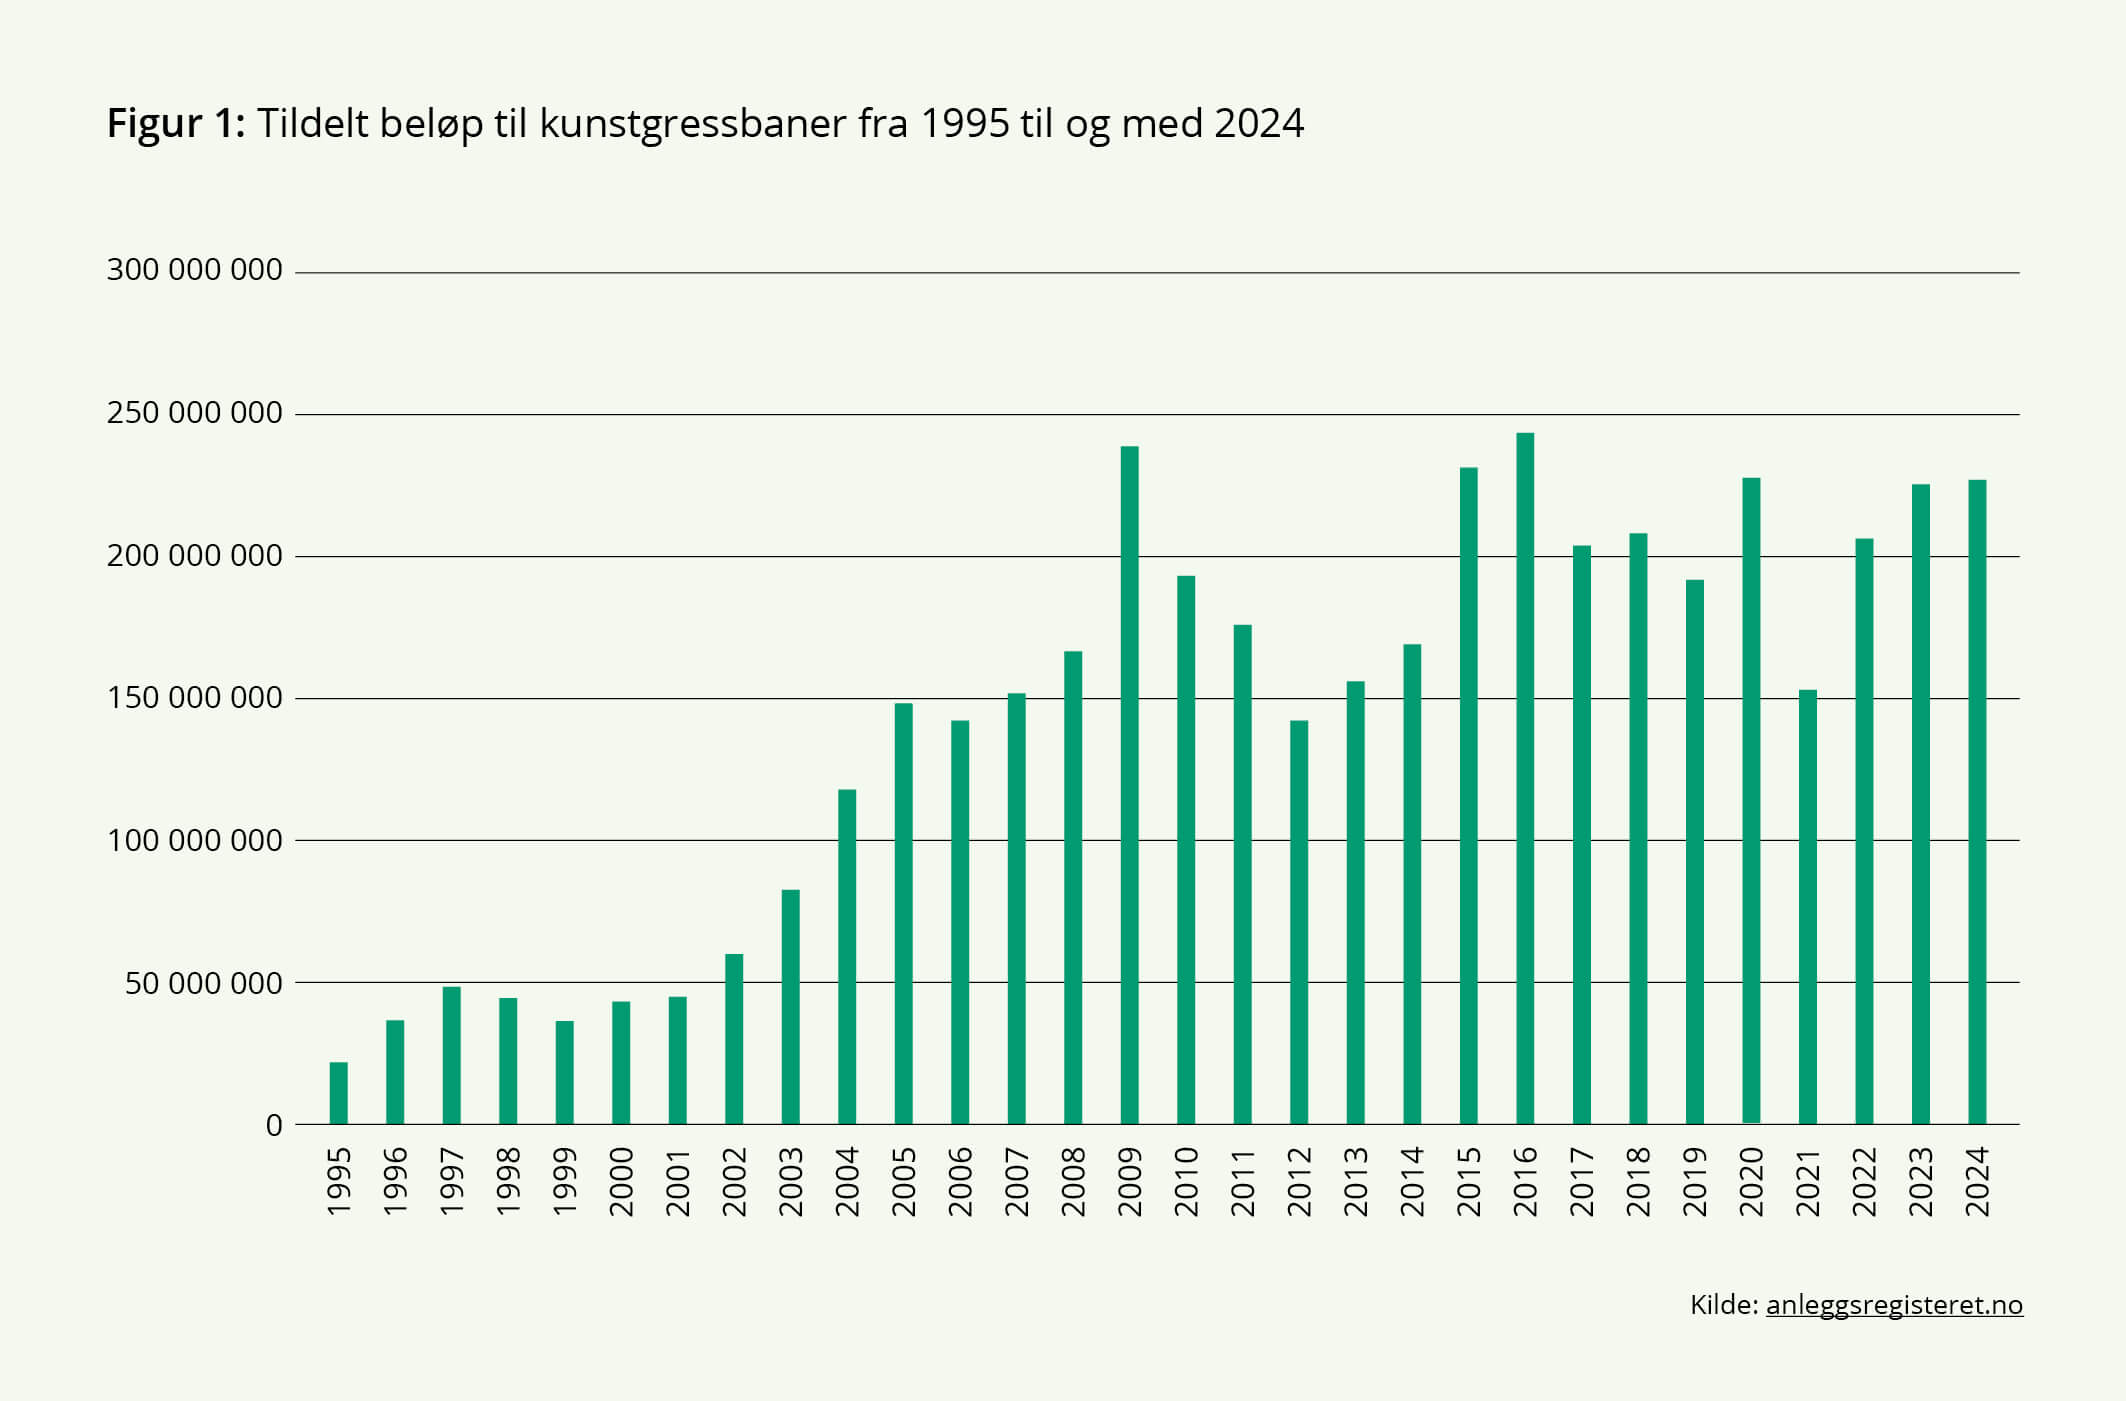 Figur 1: Tildelt beløp til kunstgressbaner fra 1995 til og med 2024
300 000 000
250 000 000
200 000 000
150 000 000
100 000 000
50 000 000
0
1995 1996 1997 1998 1999 2000 2001 2002 2003 2004 2005 2006 2007 2008 2009 2010 2011 2012 2013 2014 2015 2016 2017 2018 2019 2020 2021 2022 2023 2024
Kilde: anleggsregisteret.no